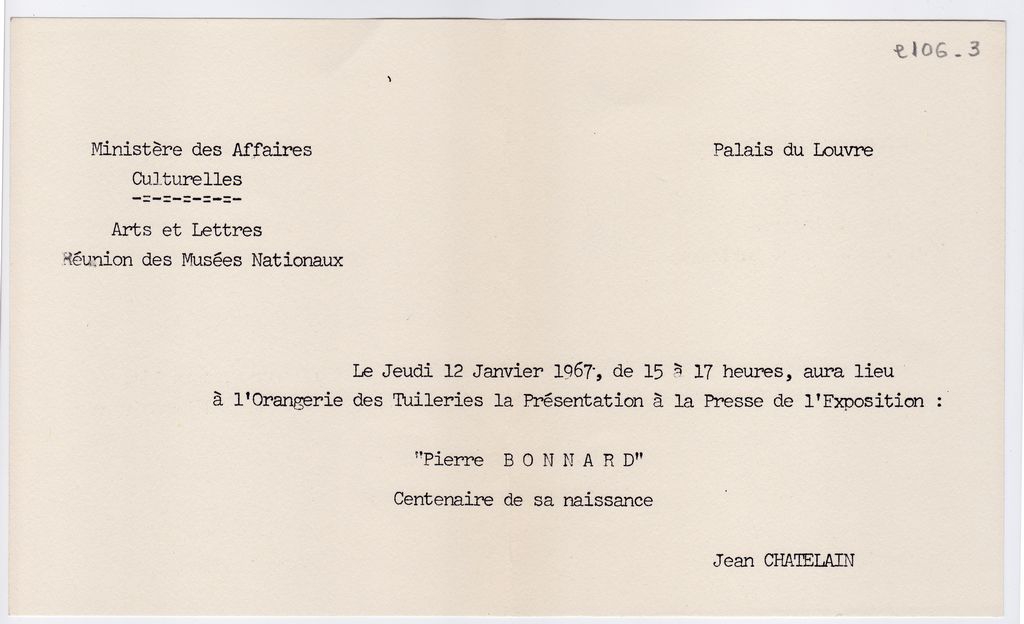 e106_3
Ministère des Affaires
Culturelles
-=-=-=-=-=-
Palais du Louvre
Arts et Lettres
Réunion des Musées Nationaux
Le Jeudi 12 Janvier 1967, de 15 à 17 heures, aura lieu
à l'Orangerie des Tuileries la Présentation à la Presse de l'Exposition :
"Pierre B O N N A R D"
Centenaire de sa naissance
Jean CHATELAIN